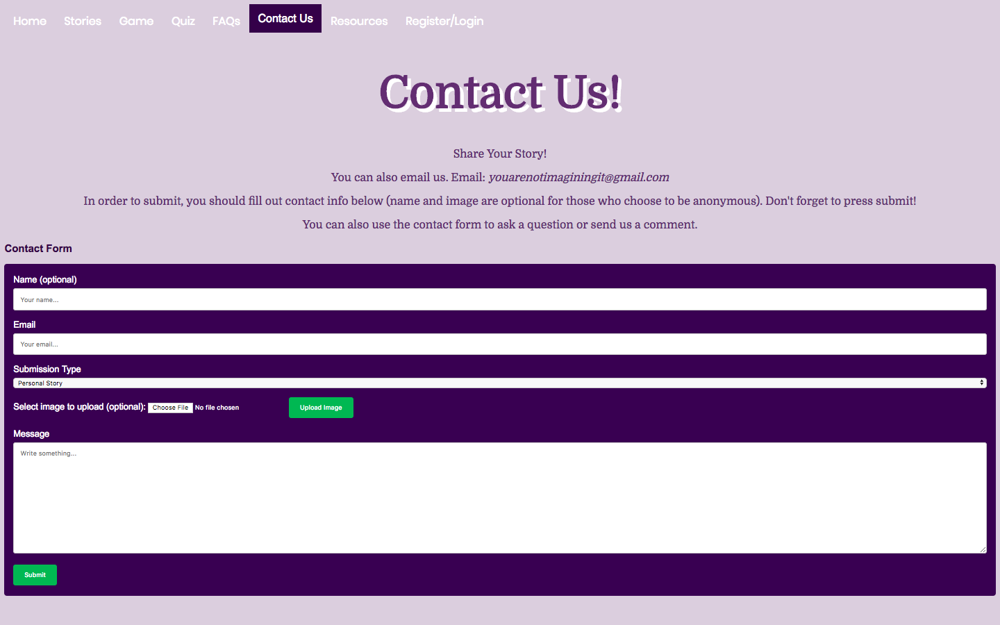 Home Stories Game Quiz FAQs Contact Us Resources Register/Login
Contact Us!
Share Your Story!
You can also email us. Email: youarenotimaginingit@gmail.com
In order to submit, you should fill out contact info below (name and image are optional for those who choose to be anonymous). Don't forget to press submit!
You can also use the contact form to ask a question or send us a comment.
Contact Form
Name (optional)
Your name...
Email
Your email...
Submission Type
Personal Story
Select image to upload (optional): Choose File No file chosen Upload Image
Message
Write something...
Submit